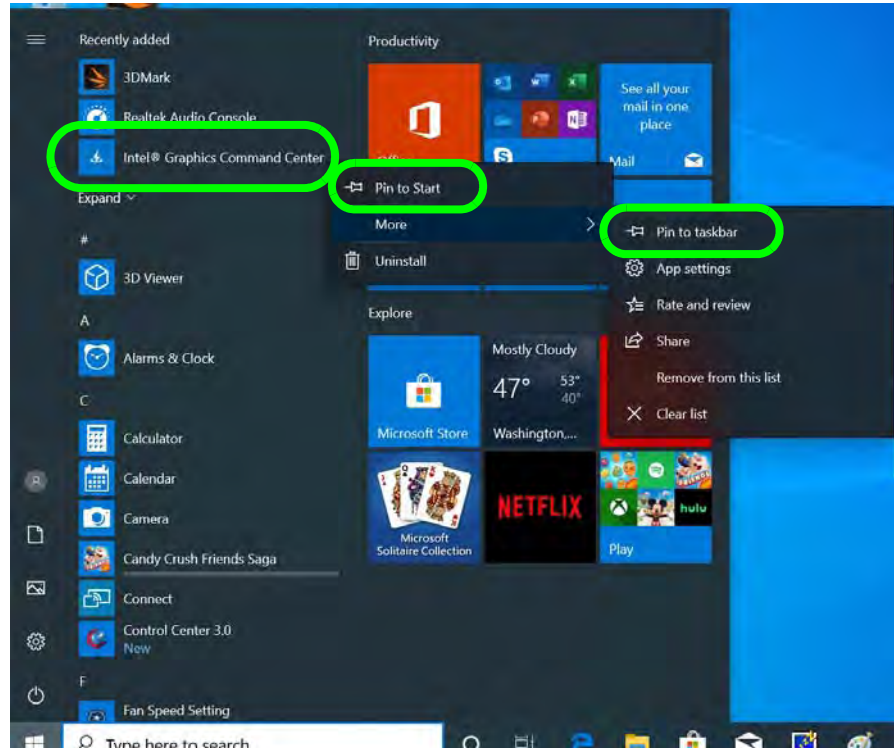 Recently added
3DMark
Realtek Audio Console
Intel® Graphics Command Center
Expand
#
3D Viewer
A
Alarms & Clock
C
Calculator
Calendar
Camera
Candy Crush Friends Saga
Connect
Control Center 3.0
New
F
Fan Speed Setting
Type here to search
Productivity
Office
See all your
mail in one
place
Mail
Pin to Start
More
Uninstall
Pin to taskbar
App settings
Rate and review
Share
Remove from this list
Clear list
Explore
Microsoft Store
Mostly Cloudy
47° 53°
40°
Washington,...
Microsoft
Solitaire Collection
NETFLIX
hulu
Play